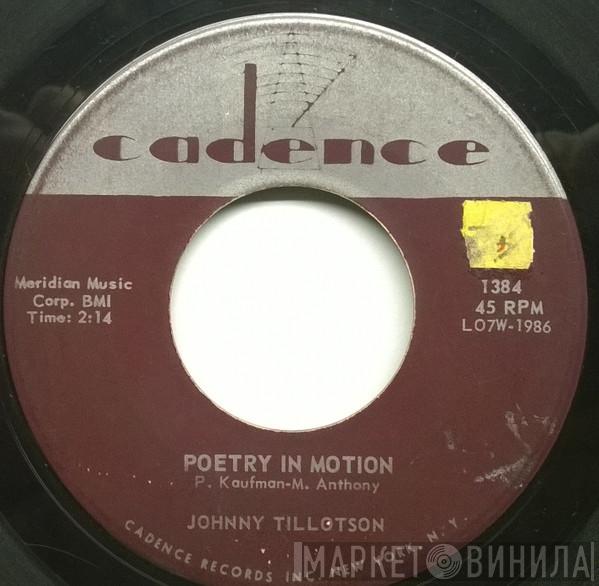 cadence
Meridian Music
Corp. BMI
Time: 2:14
1384
45 RPM
LO7W-1986
POETRY IN MOTION
P. Kaufman-M. Anthony
JOHNNY TILLOTSON
CADENCE RECORDS INC. NEW YORK, N. Y.
МАРКЕТ ВИНИЛА